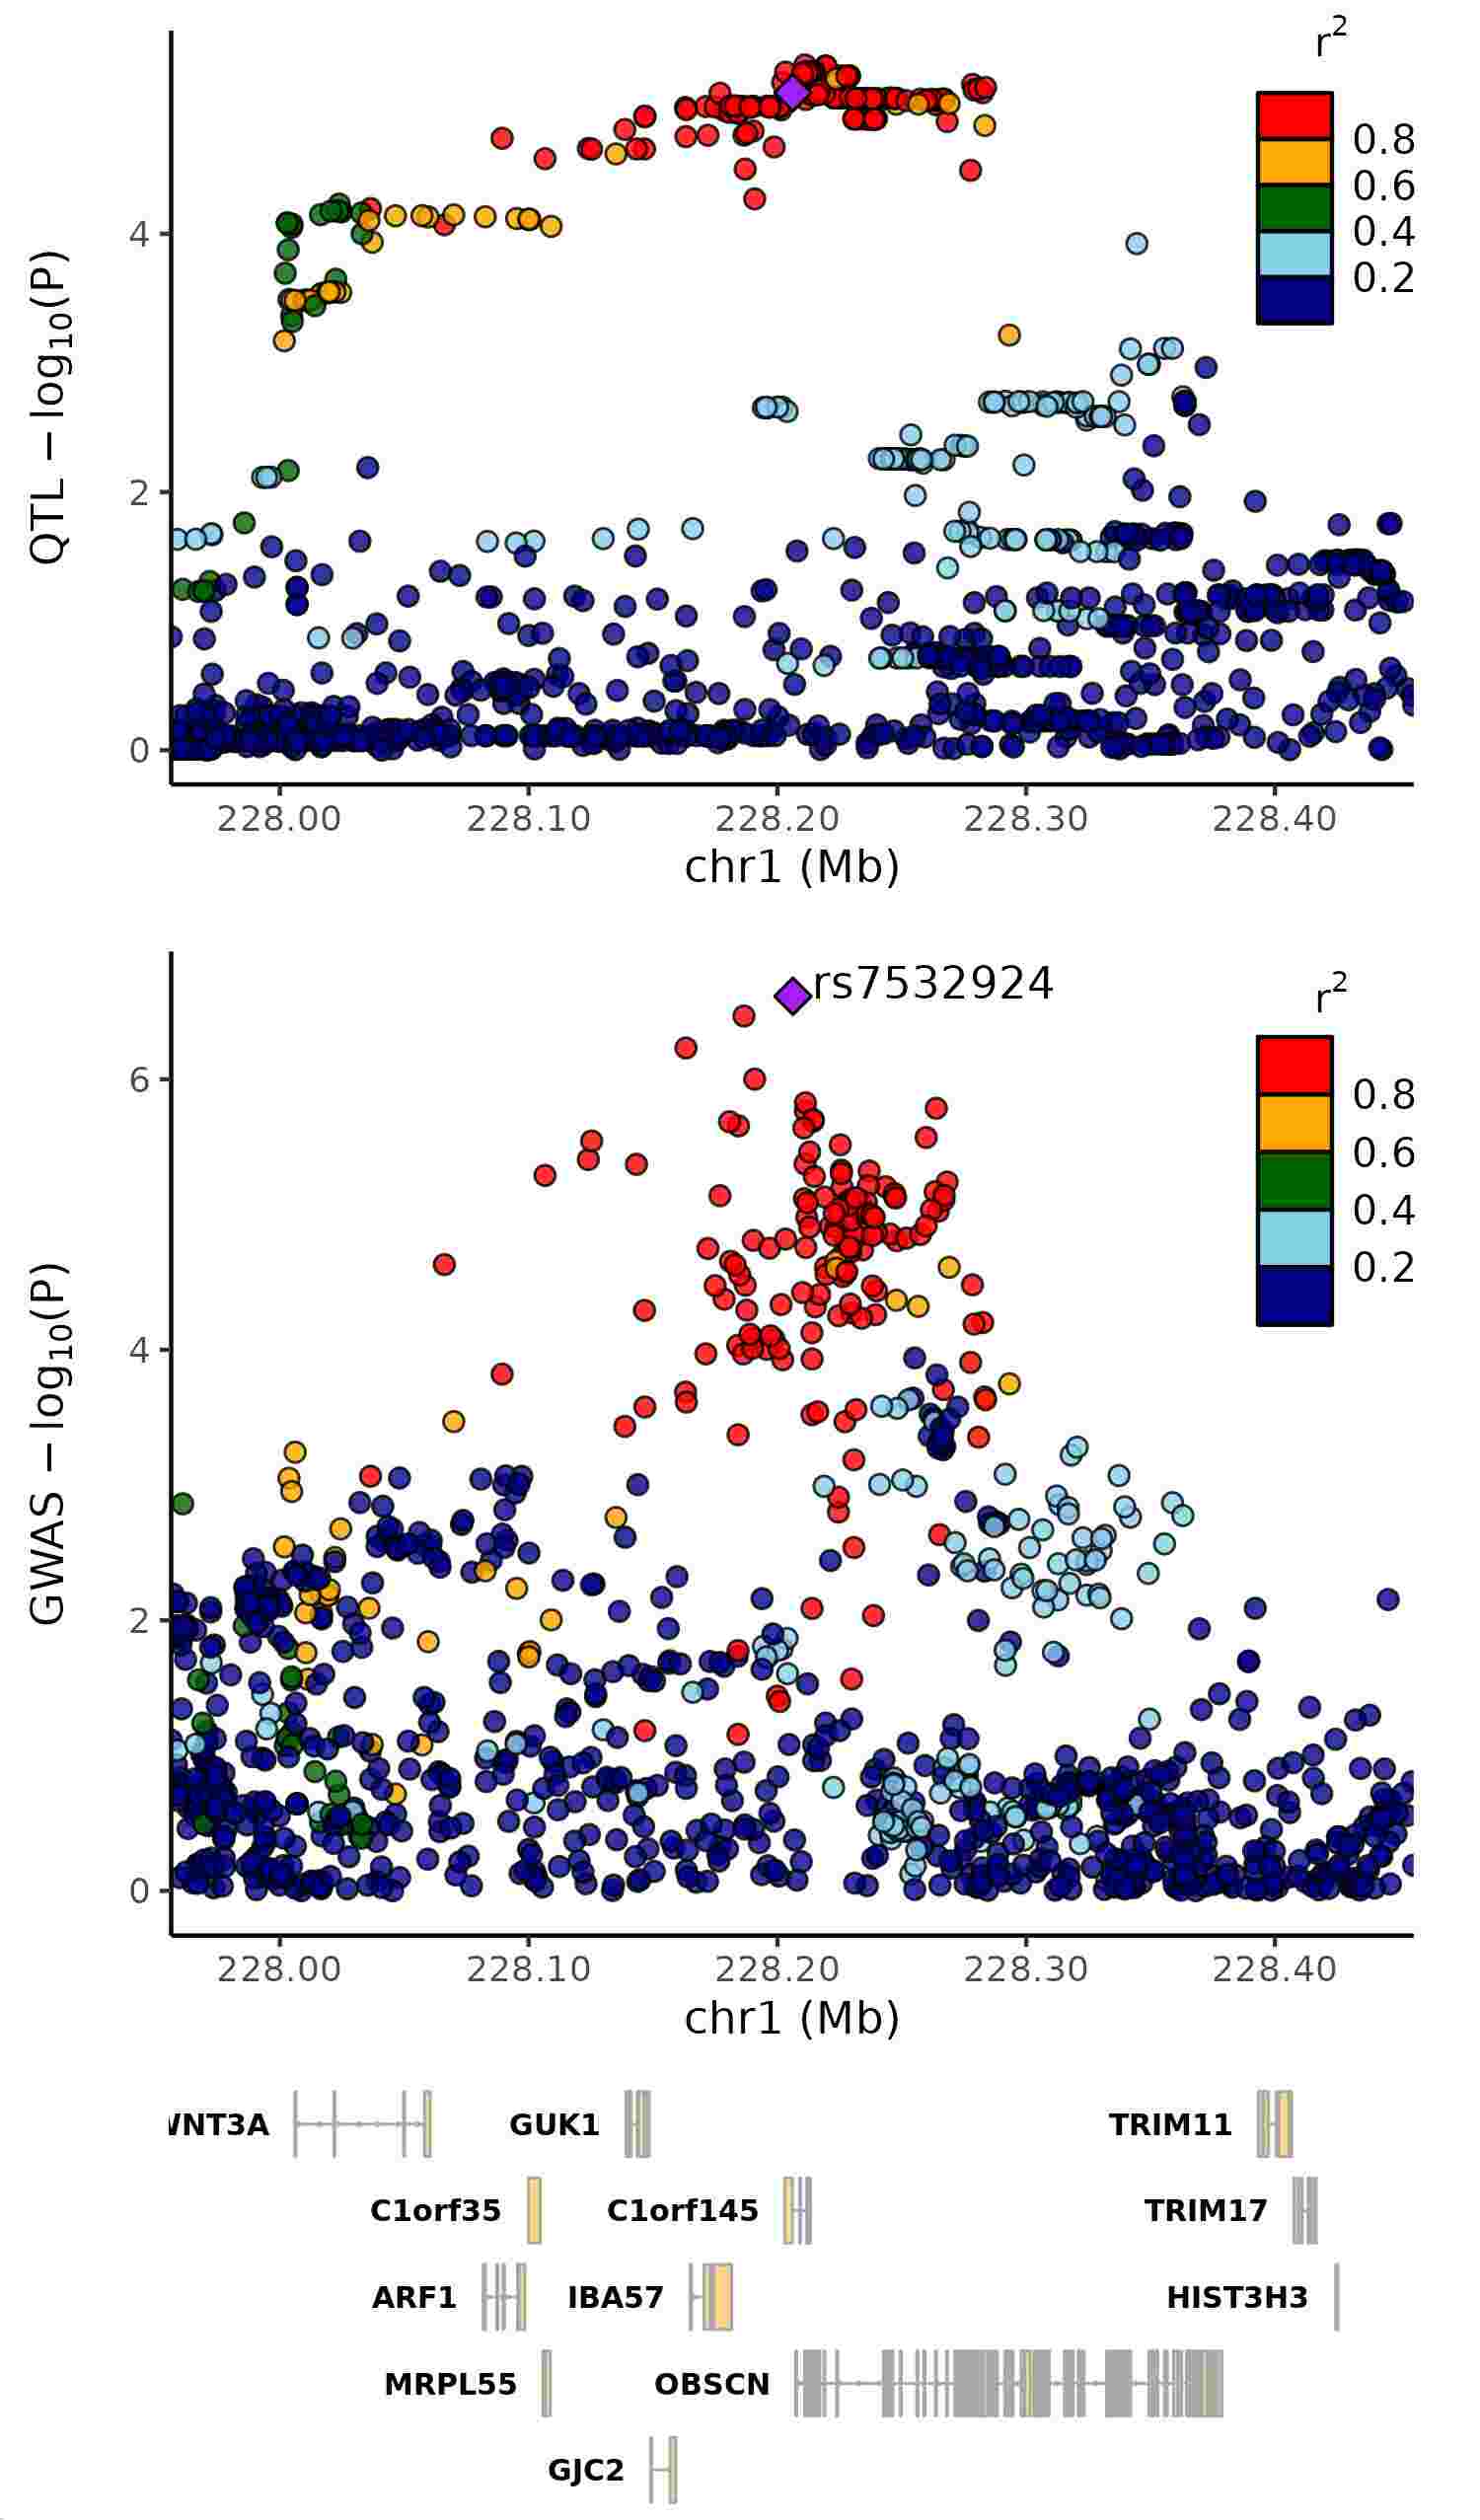 r²
0.8
0.6
0.4
0.2
QTL − log₁₀(P)
4
2
0
228.00 228.10 228.20 228.30 228.40
chr1 (Mb)
rs7532924
r²
0.8
0.6
0.4
0.2
GWAS − log₁₀(P)
6
4
2
0
228.00 228.10 228.20 228.30 228.40
chr1 (Mb)
WNT3A GUK1 TRIM11
C1orf35 C1orf145 TRIM17
ARF1 IBA57 HIST3H3
MRPL55 OBSCN
GJC2